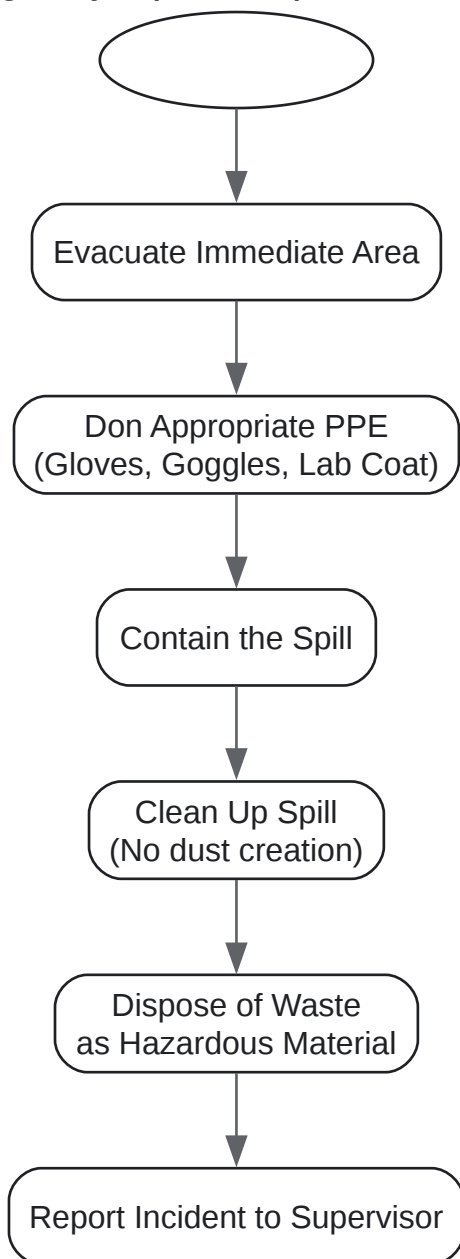 Evacuate Immediate Area
Don Appropriate PPE
(Gloves, Goggles, Lab Coat)
Contain the Spill
Clean Up Spill
(No dust creation)
Dispose of Waste
as Hazardous Material
Report Incident to Supervisor